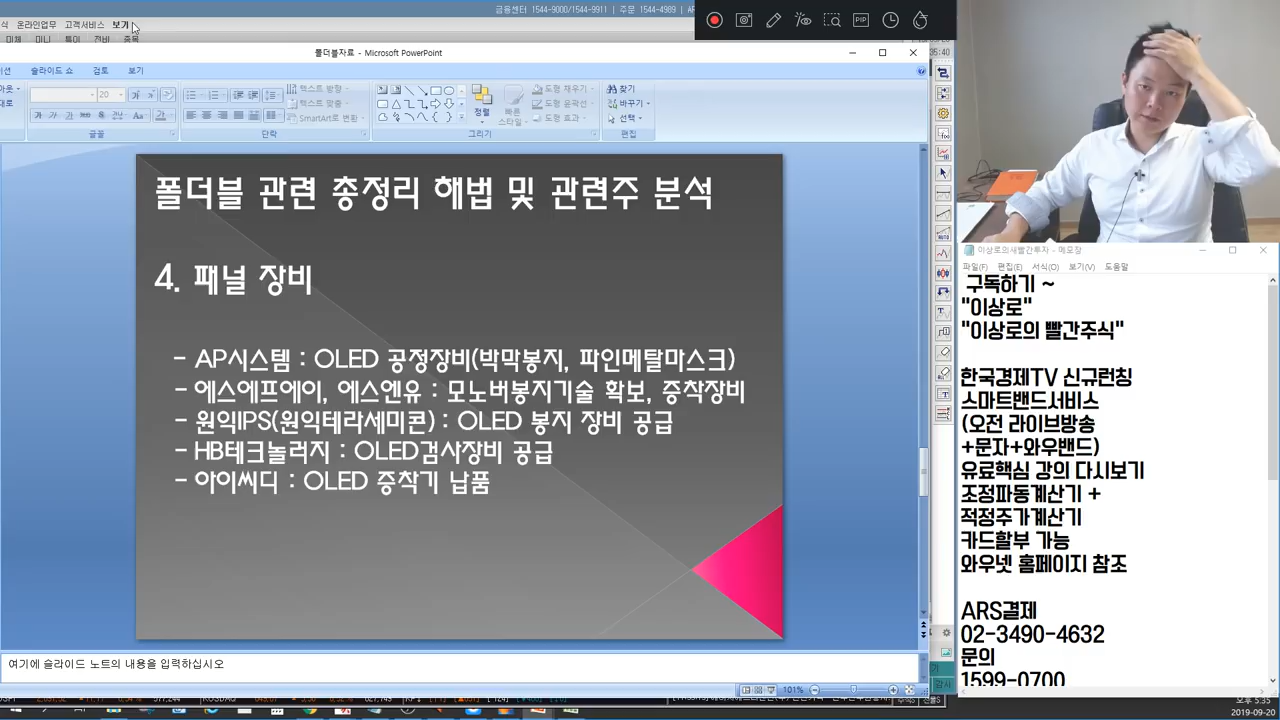 금융센터 1544-9000/1544-9911 | 주문 1544-4989 |
식 온라인업무 고객서비스 보기
폴더블자료 - Microsoft PowerPoint
슬라이드 쇼 검토 보기
텍스트 방향
텍스트 맞춤
SmartArt로 변환
정렬
빠른
스타일
도형 채우기
도형 윤곽선
도형 효과
찾기
바꾸기
선택
글꼴
단락
그리기
편집
폴더블 관련 총정리 해법 및 관련주 분석
4. 패널 장비
- AP시스템 : OLED 공정장비(박막봉지, 파인메탈마스크)
- 에스에프에이, 에스엔유 : 모노버봉지기술 확보, 증착장비
- 원익IPS(원익테라세미콘) : OLED 봉지 장비 공급
- HB테크놀러지 : OLED검사장비 공급
- 아이씨디 : OLED 증착기 납품
여기에 슬라이드 노트의 내용을 입력하십시오
101%
PIP
이상로의새빨간투자 - 메모장
파일(F) 편집(E) 서식(O) 보기(V) 도움말
구독하기 ~
"이상로"
"이상로의 빨간주식"
한국경제TV 신규런칭
스마트밴드서비스
(오전 라이브방송
+문자+와우밴드)
유료핵심 강의 다시보기
조정파동계산기 +
적정주가계산기
카드할부 가능
와우넷 홈페이지 참조
ARS결제
02-3490-4632
문의
1599-0700
오후 5:35
2019-09-20